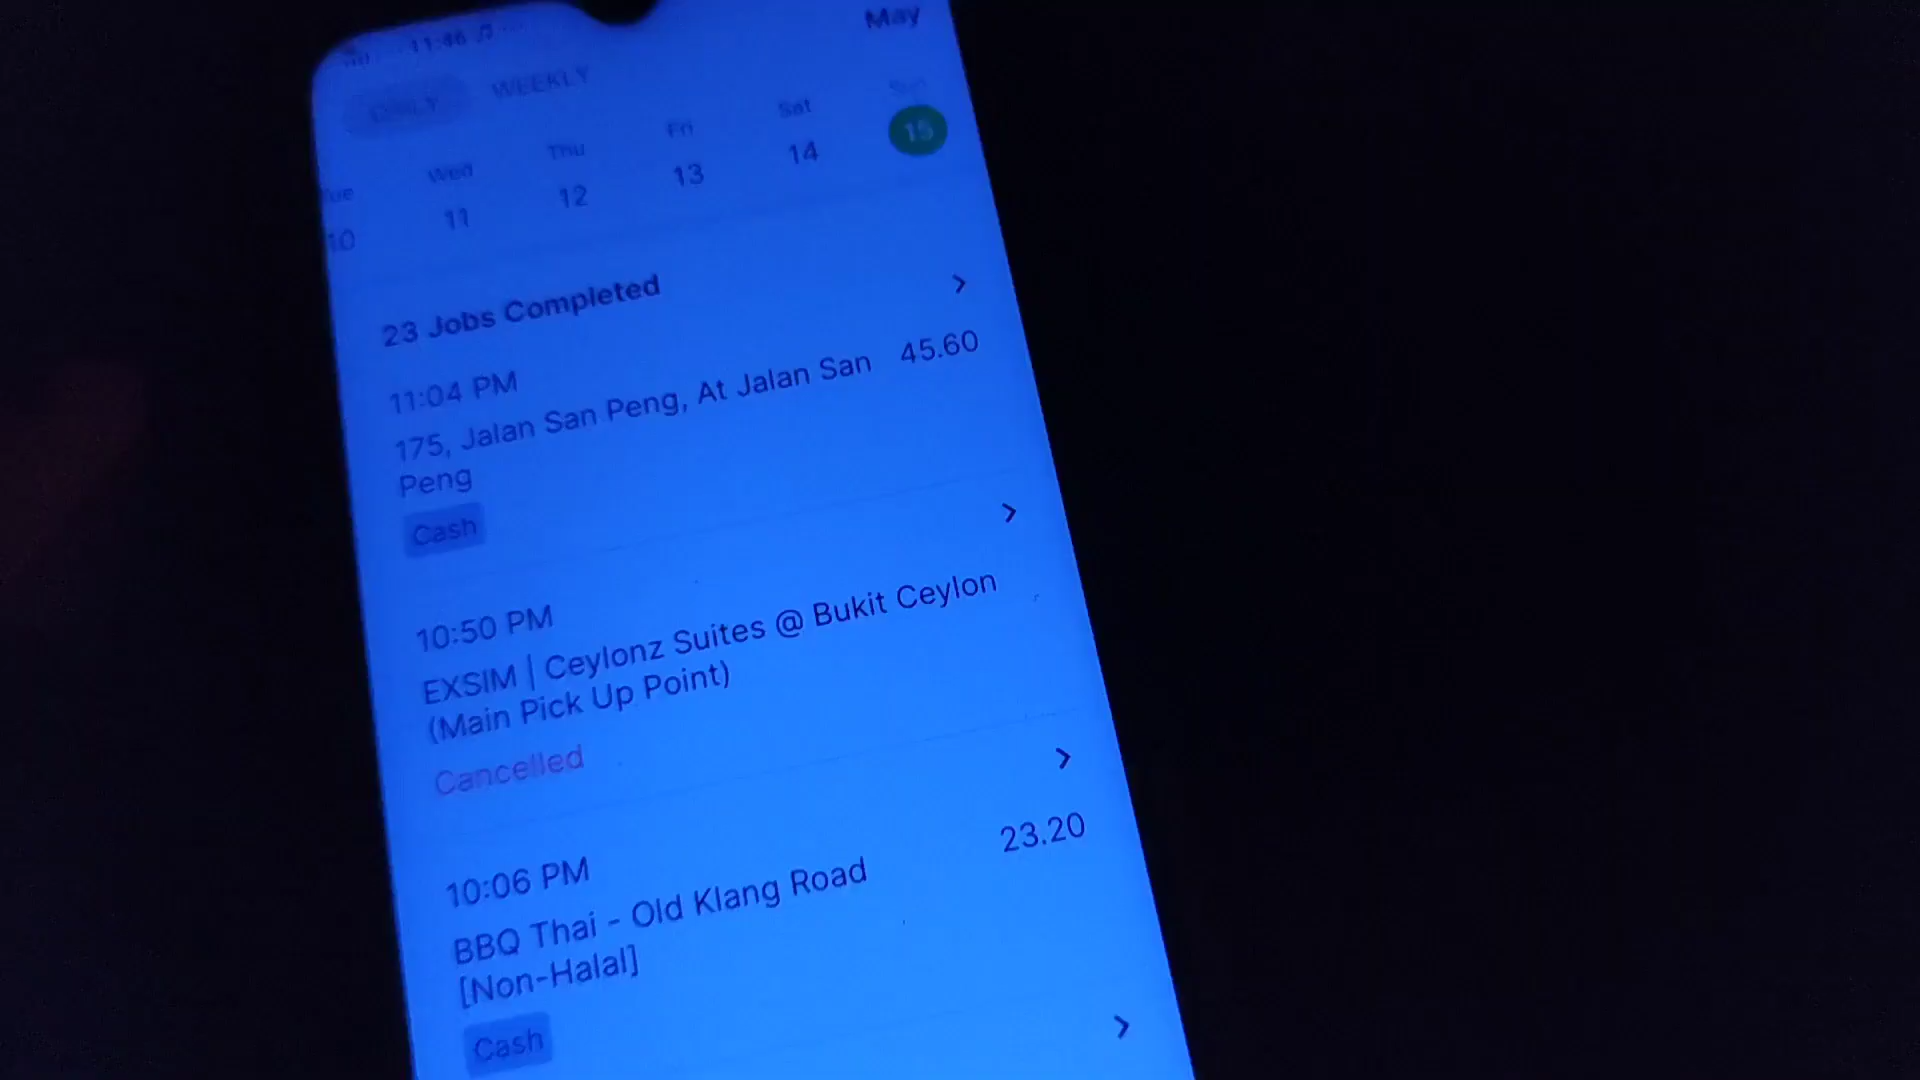 11:46
May
DAILY WEEKLY
Tue Wed Thu Fri Sat Sun
10 11 12 13 14 15
23 Jobs Completed
11:04 PM
175, Jalan San Peng, At Jalan San 45.60
Peng
Cash
10:50 PM
EXSIM | Ceylonz Suites @ Bukit Ceylon
(Main Pick Up Point)
Cancelled
10:06 PM
23.20
BBQ Thai - Old Klang Road
[Non-Halal]
Cash